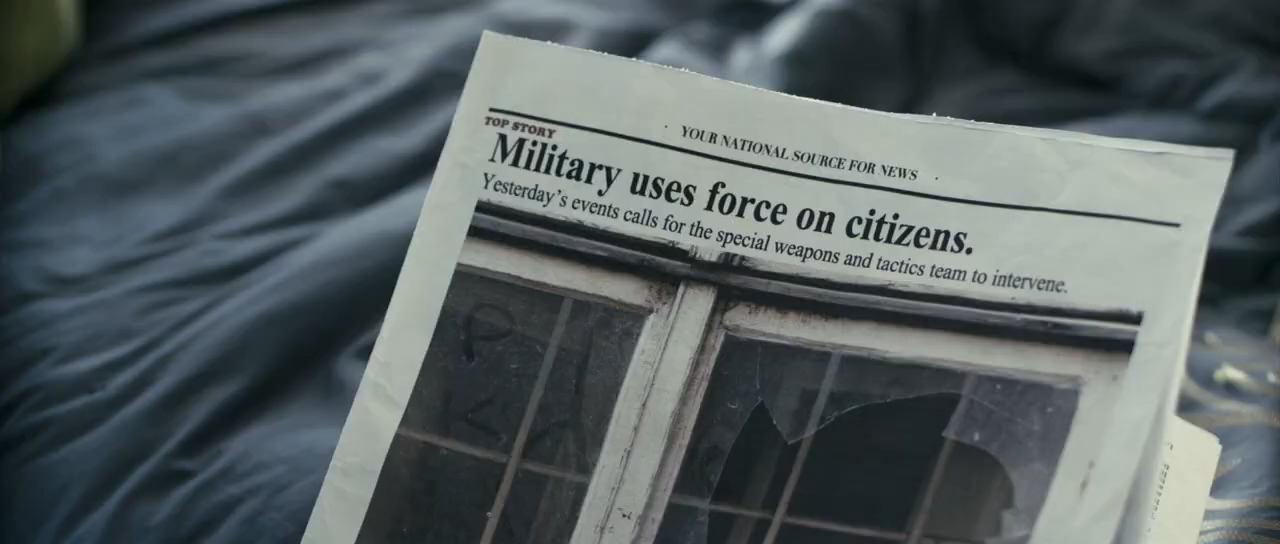 YOUR NATIONAL SOURCE FOR NEWS
TOP STORY
Military uses force on citizens.
Yesterday's events calls for the special weapons and tactics team to intervene.